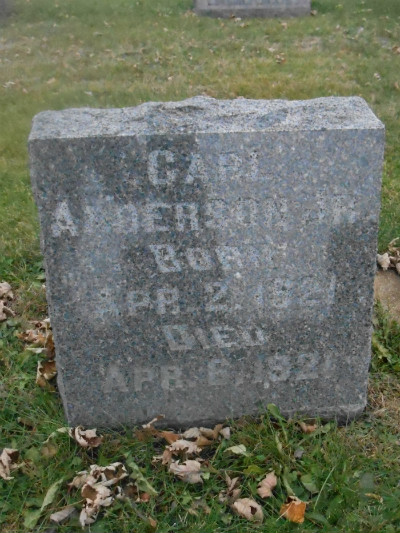 CARL
ANDERSON JR.
BORN
APR. 2, 1921
DIED
APR. 6, 1921